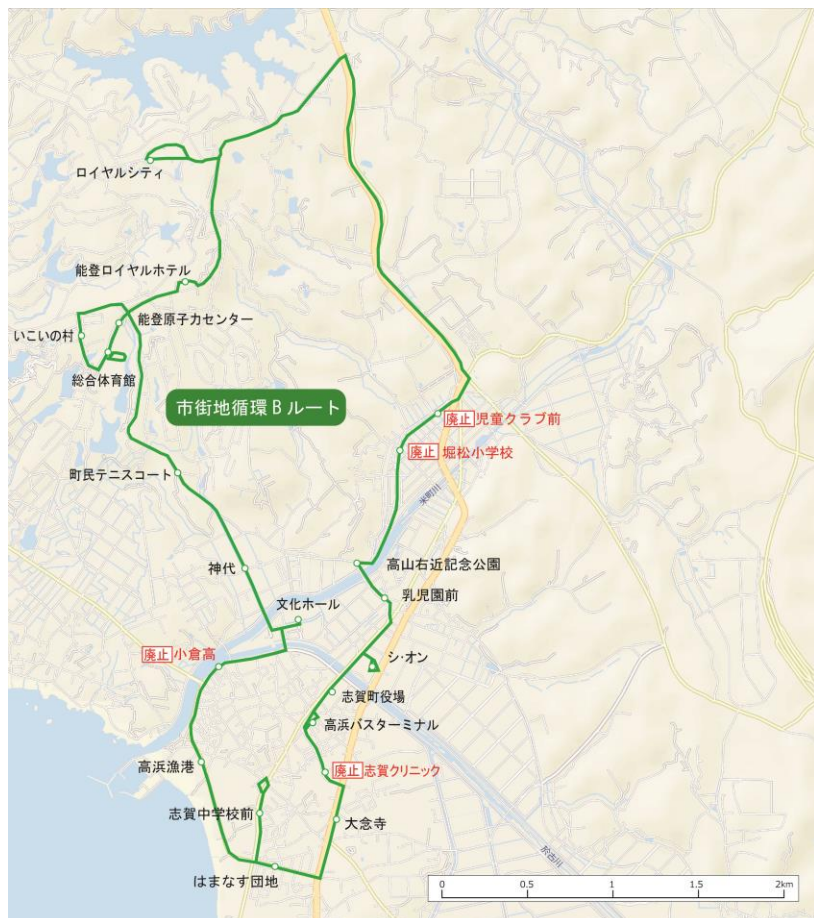 ロイヤルシティ
能登ロイヤルホテル
能登原子力センター
いこいの村
総合体育館
市街地循環Bルート
廃止 児童クラブ前
廃止 堀松小学校
町民テニスコート
米町川
高山右近記念公園
神代
乳児園前
文化ホール
廃止 小倉高
シ・オン
志賀町役場
高浜バスターミナル
高浜漁港
廃止 志賀クリニック
志賀中学校前
大念寺
於古川
はまなす団地
0 0.5 1 1.5 2km